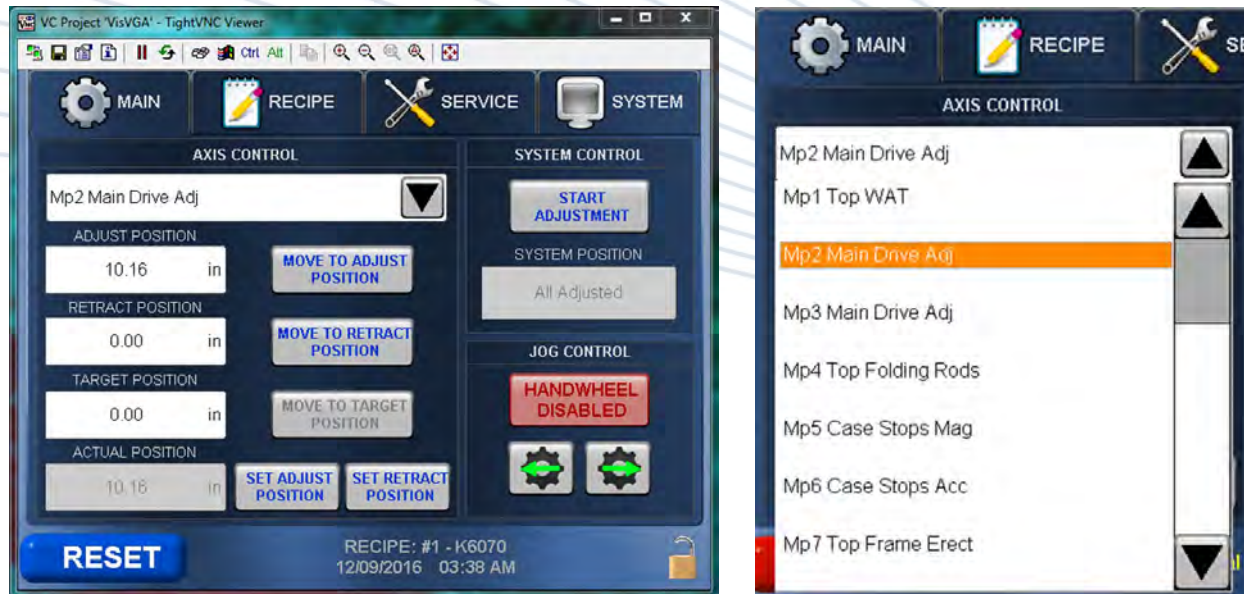 VC Project 'VisVGA' - TightVNC Viewer
Ctrl Alt
MAIN
RECIPE
SERVICE
SYSTEM
AXIS CONTROL
Mp2 Main Drive Adj
ADJUST POSITION
10.16 in
MOVE TO ADJUST
POSITION
RETRACT POSITION
0.00 in
MOVE TO RETRACT
POSITION
TARGET POSITION
0.00 in
MOVE TO TARGET
POSITION
ACTUAL POSITION
10.16 in
SET ADJUST
POSITION
SET RETRACT
POSITION
SYSTEM CONTROL
START
ADJUSTMENT
SYSTEM POSITION
All Adjusted
JOG CONTROL
HANDWHEEL
DISABLED
RESET
RECIPE: #1 - K6070
12/09/2016 03:38 AM
MAIN
RECIPE
SE
AXIS CONTROL
Mp2 Main Drive Adj
Mp1 Top WAT
Mp2 Main Drive Adj
Mp3 Main Drive Adj
Mp4 Top Folding Rods
Mp5 Case Stops Mag
Mp6 Case Stops Acc
Mp7 Top Frame Erect